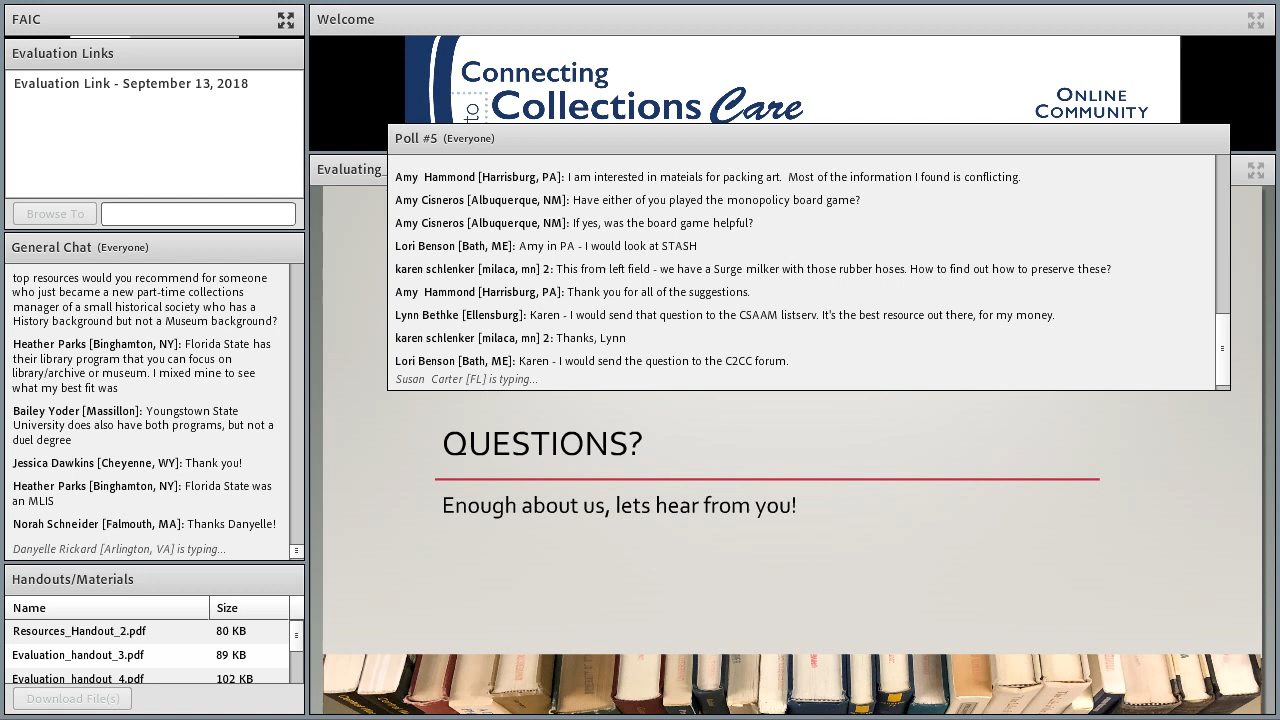 FAIC
Evaluation Links
Evaluation Link - September 13, 2018
Browse To
General Chat (Everyone)
top resources would you recommend for someone
who just became a new part-time collections
manager of a small historical society who has a
History background but not a Museum background?
Heather Parks [Binghamton, NY]: Florida State has
their library program that you can focus on
library/archive or museum. I mixed mine to see
what my best fit was
Bailey Yoder [Massillon]: Youngstown State
University does also have both programs, but not a
duel degree
Jessica Dawkins [Cheyenne, WY]: Thank you!
Heather Parks [Binghamton, NY]: Florida State was
an MLIS
Norah Schneider [Falmouth, MA]: Thanks Danyelle!
Danyelle Rickard [Arlington, VA] is typing...
Handouts/Materials
Name Size
Resources_Handout_2.pdf 80 KB
Evaluation_handout_3.pdf 89 KB
Evaluation_handout_4.pdf 102 KB
Download File(s)
Welcome
Connecting
to Collections Care
ONLINE
COMMUNITY
Evaluating_
Poll #5 (Everyone)
Amy Hammond [Harrisburg, PA]: I am interested in mateials for packing art. Most of the information I found is conflicting.
Amy Cisneros [Albuquerque, NM]: Have either of you played the monopolicy board game?
Amy Cisneros [Albuquerque, NM]: If yes, was the board game helpful?
Lori Benson [Bath, ME]: Amy in PA - I would look at STASH
karen schlenker [milaca, mn] 2: This from left field - we have a Surge milker with those rubber hoses. How to find out how to preserve these?
Amy Hammond [Harrisburg, PA]: Thank you for all of the suggestions.
Lynn Bethke [Ellensburg]: Karen - I would send that question to the CSAAM listserv. It's the best resource out there, for my money.
karen schlenker [milaca, mn] 2: Thanks, Lynn
Lori Benson [Bath, ME]: Karen - I would send the question to the C2CC forum.
Susan Carter [FL] is typing...
QUESTIONS?
Enough about us, lets hear from you!